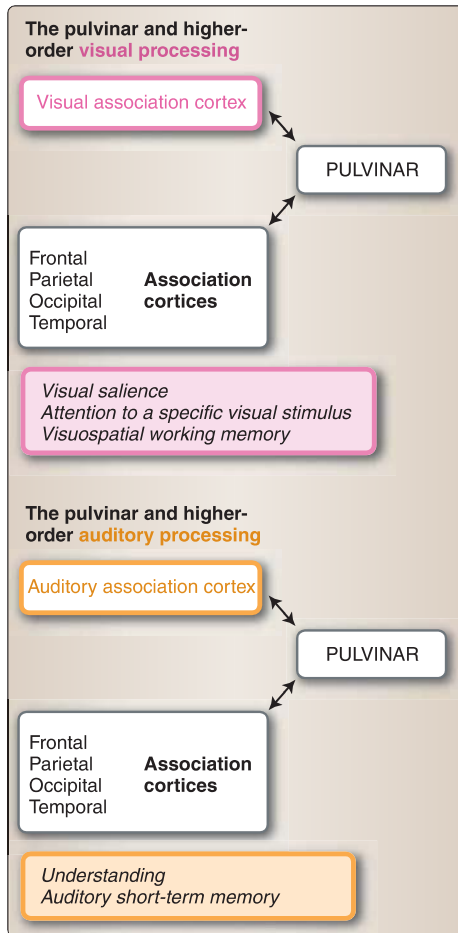 The pulvinar and higher-
order visual processing
Visual association cortex
PULVINAR
Frontal
Parietal
Occipital
Temporal
Association
cortices
Visual salience
Attention to a specific visual stimulus
Visuospatial working memory
The pulvinar and higher-
order auditory processing
Auditory association cortex
PULVINAR
Frontal
Parietal
Occipital
Temporal
Association
cortices
Understanding
Auditory short-term memory